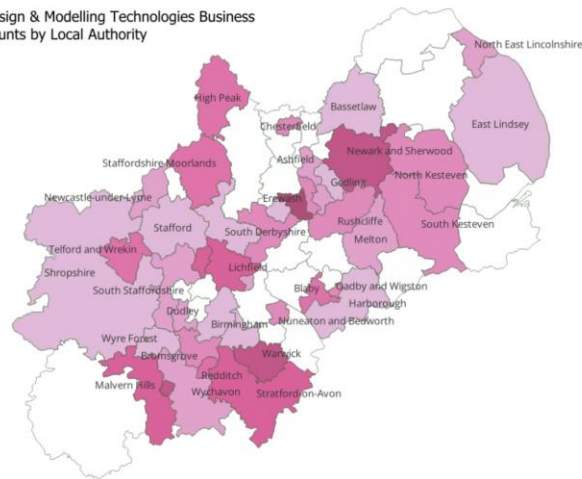 sign & Modelling Technologies Business
unts by Local Authority
North East Lincolnshire
High Peak
Bassetlaw
East Lindsey
Chesterfield
Newark and Sherwood
Staffordshire Moorlands
Ashfield
North Kesteven
Gedling
Newcastle-under-Lyme
Erewash
Stafford
Rushcliffe
South Kesteven
South Derbyshire
Melton
Telford and Wrekin
Lichfield
Shropshire
Blaby
Oadby and Wigston
South Staffordshire
Harborough
Dudley
Birmingham
Nuneaton and Bedworth
Wyre Forest
Bromsgrove
Warwick
Redditch
Malvern Hills
Wychavon
Stratford-on-Avon